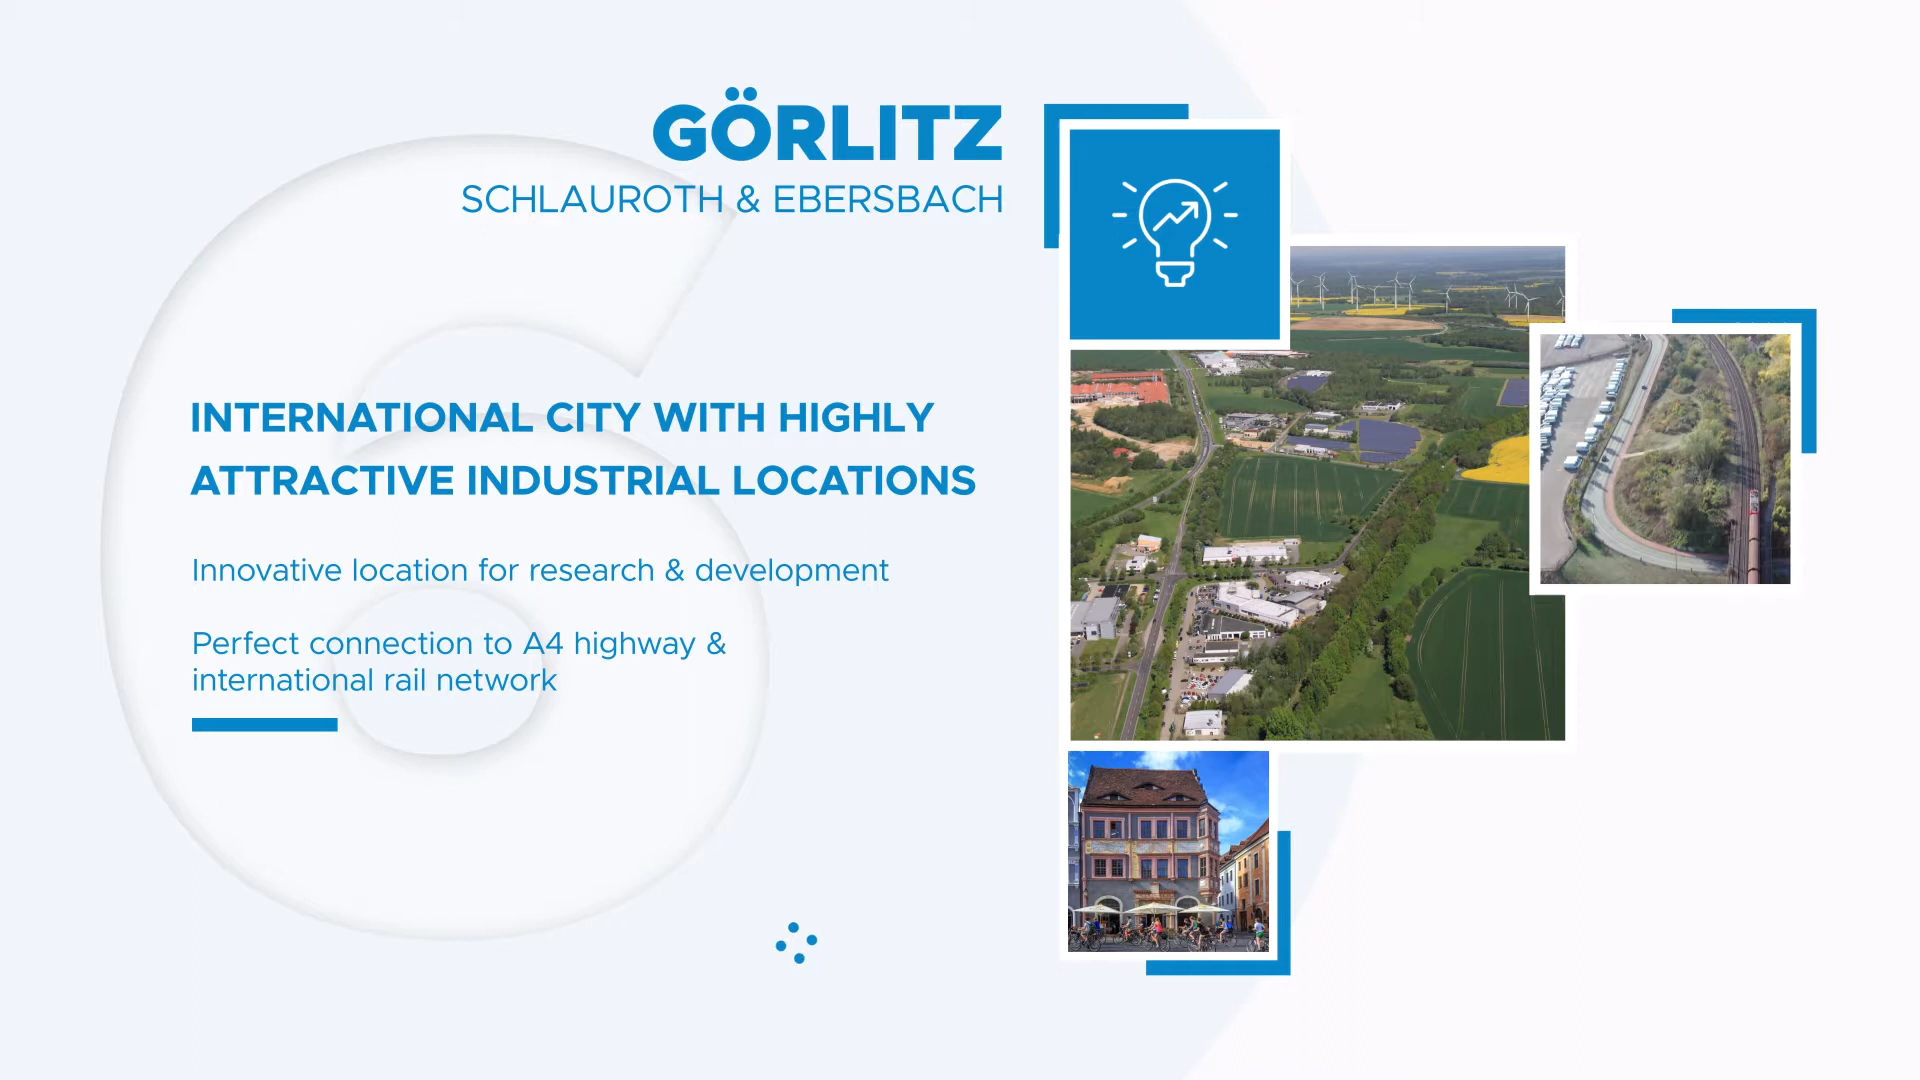 6
GÖRLITZ
SCHLAUROTH & EBERSBACH
INTERNATIONAL CITY WITH HIGHLY
ATTRACTIVE INDUSTRIAL LOCATIONS
Innovative location for research & development
Perfect connection to A4 highway &
international rail network